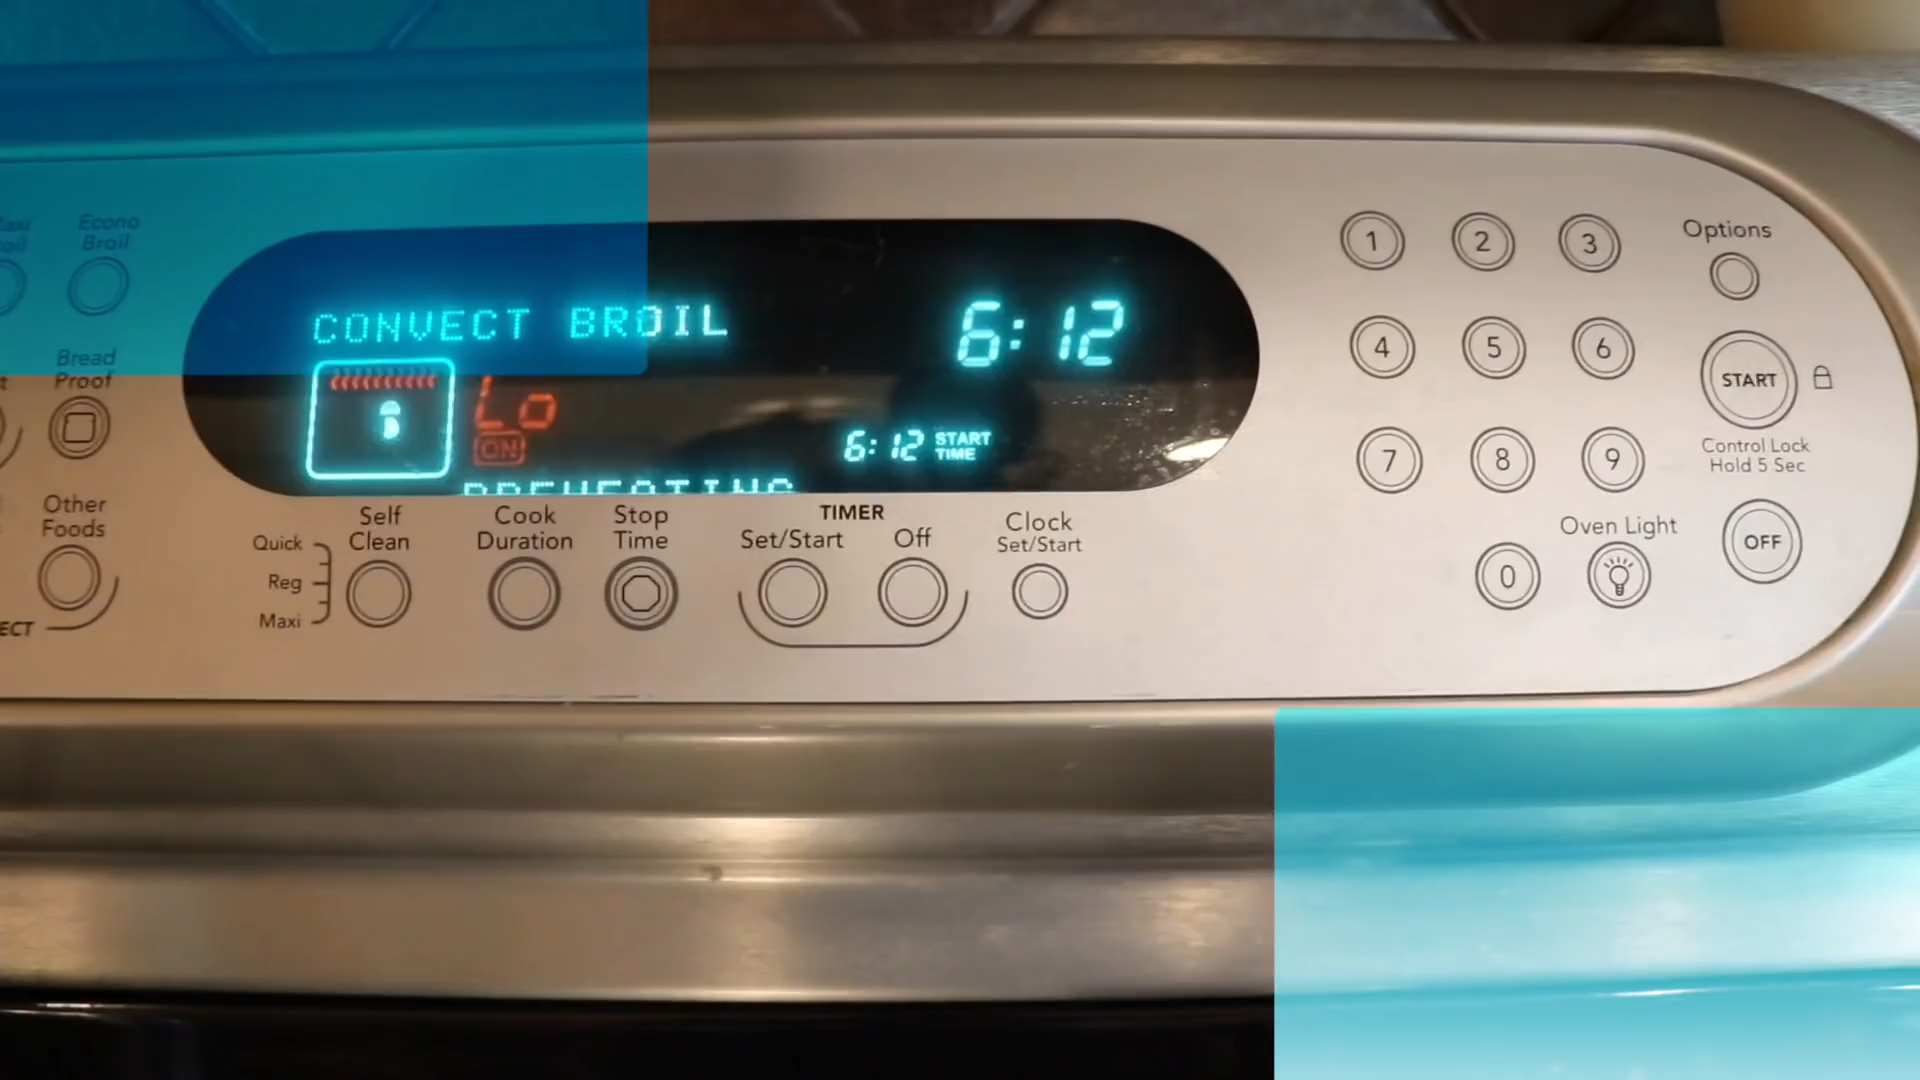 Econo
Broil
CONVECT BROIL
6:12
Lo
ON
6:12 START
TIME
PREHEATING
Bread
Proof
Other
Foods
Quick
Reg
Maxi
Self
Clean
Cook
Duration
Stop
Time
TIMER
Set/Start
Off
Clock
Set/Start
1
2
3
4
5
6
7
8
9
0
Options
START
Control Lock
Hold 5 Sec
Oven Light
OFF